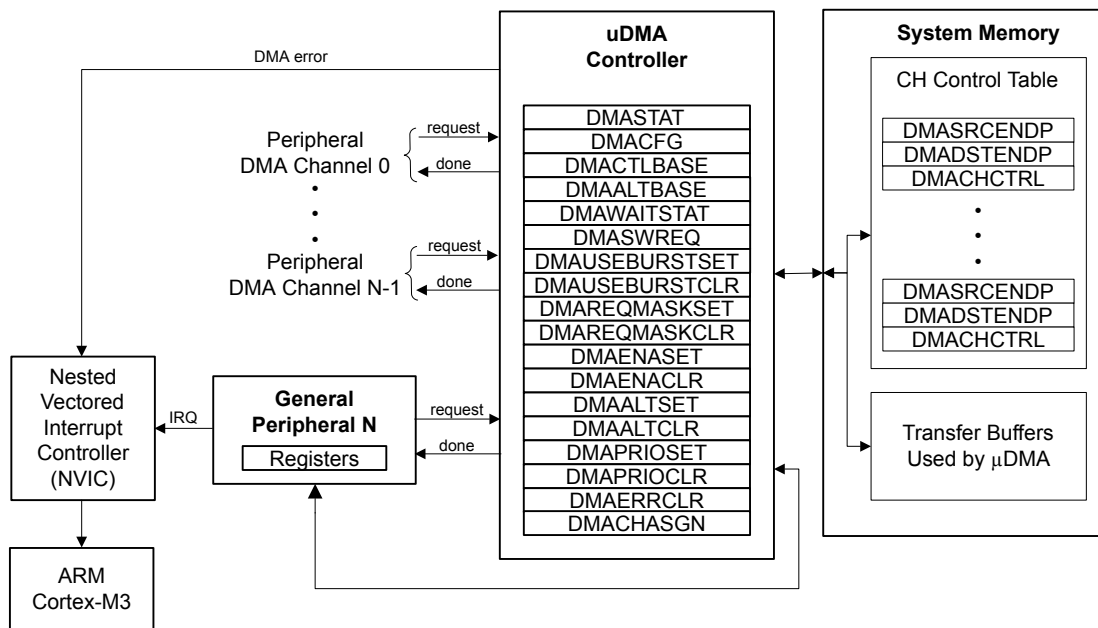 uDMA
Controller
DMASTAT
DMACFG
DMACTLBASE
DMAALTBASE
DMAWAITSTAT
DMASWREQ
DMAUSEBURSTSET
DMAUSEBURSTCLR
DMAREQMASKSET
DMAREQMASKCLR
DMAENASET
DMAENACLR
DMAALTSET
DMAALTCLR
DMAPRIOSET
DMAPRIOCLR
DMAERRCLR
DMACHASGN
System Memory
CH Control Table
DMASRCENDP
DMADSTENDP
DMACHCTRL
•
•
•
DMASRCENDP
DMADSTENDP
DMACHCTRL
Transfer Buffers
Used by μDMA
DMA error
Peripheral
DMA Channel 0
request
done
•
•
•
Peripheral
DMA Channel N-1
request
done
General
Peripheral N
Registers
request
done
IRQ
Nested
Vectored
Interrupt
Controller
(NVIC)
ARM
Cortex-M3